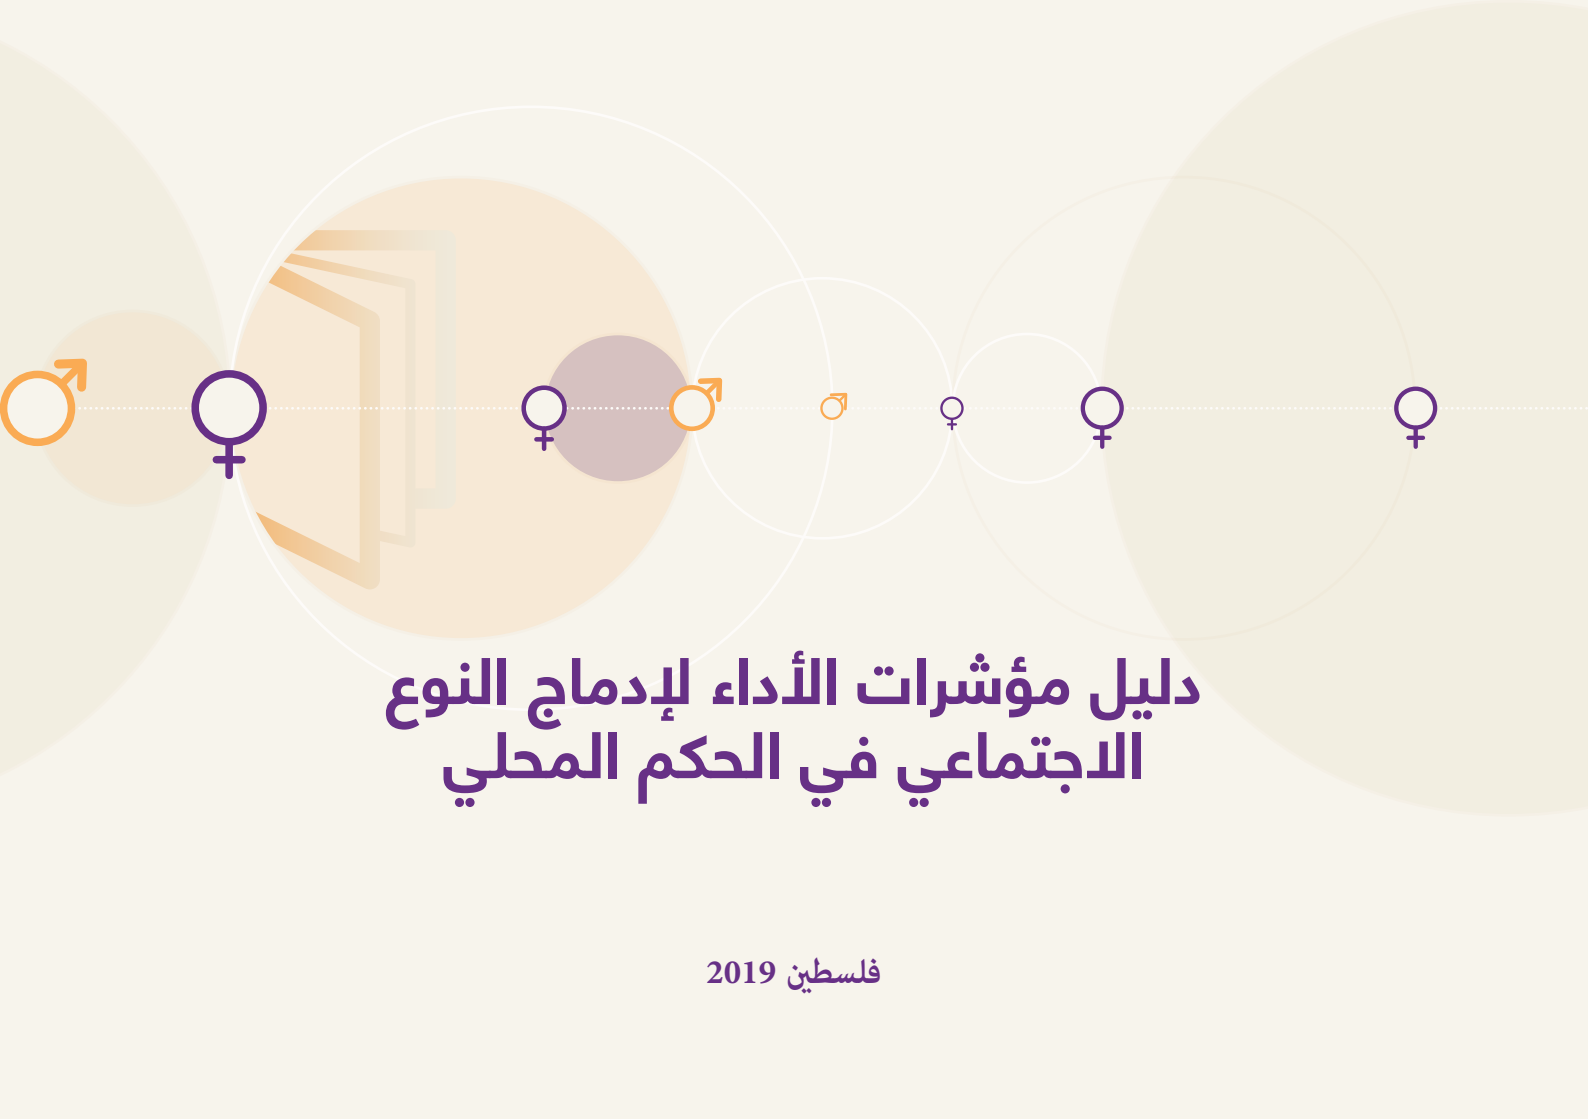 دليل مؤشرات الأداء لإدماج النوع
الاجتماعي في الحكم المحلي
فلسطين 2019